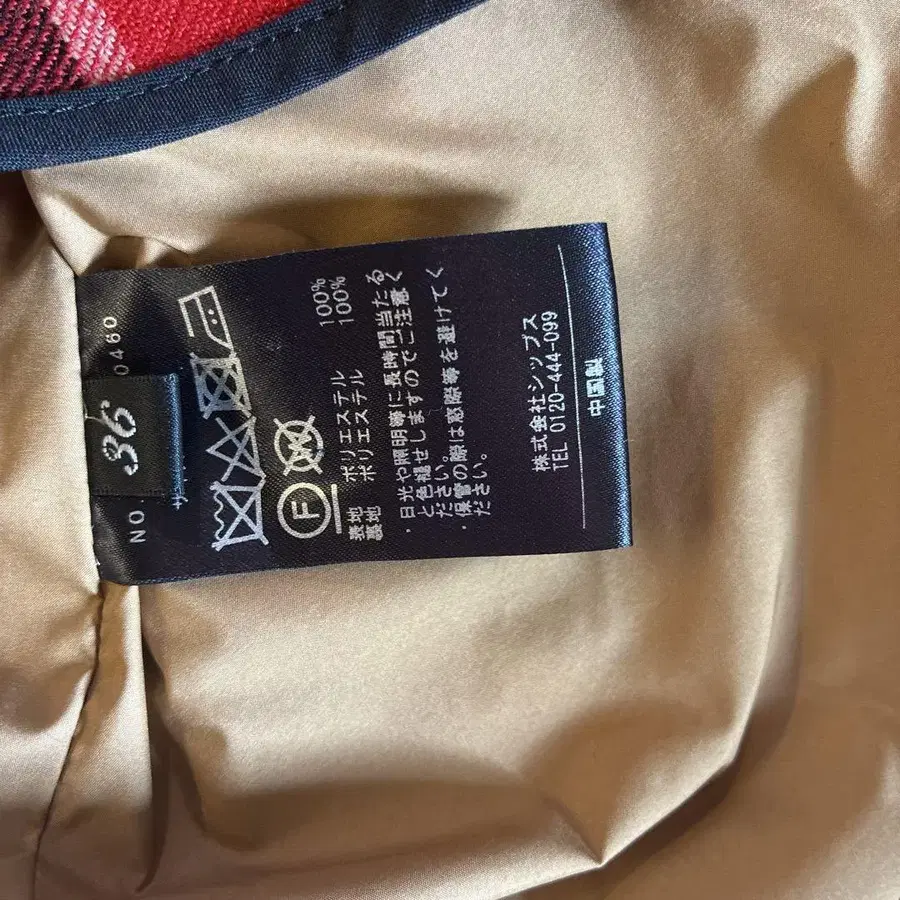 36
NO
0460
サ
F
表地 ポリエステル 100%
裏地 ポリエステル 100%
・日光や照明等に長時間当たる
と色褪せしますのでご注意く
ださい。
・保管の際は窓際等を避けてく
ださい。
株式会社シップス
TEL 0120-444-099
中国製